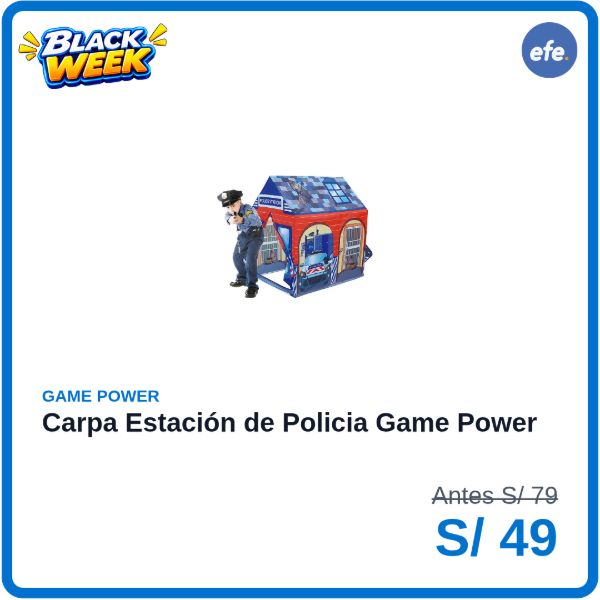 BLACK
WEEK
efe.
GAME POWER
Carpa Estación de Policia Game Power
Antes S/ 79
S/ 49